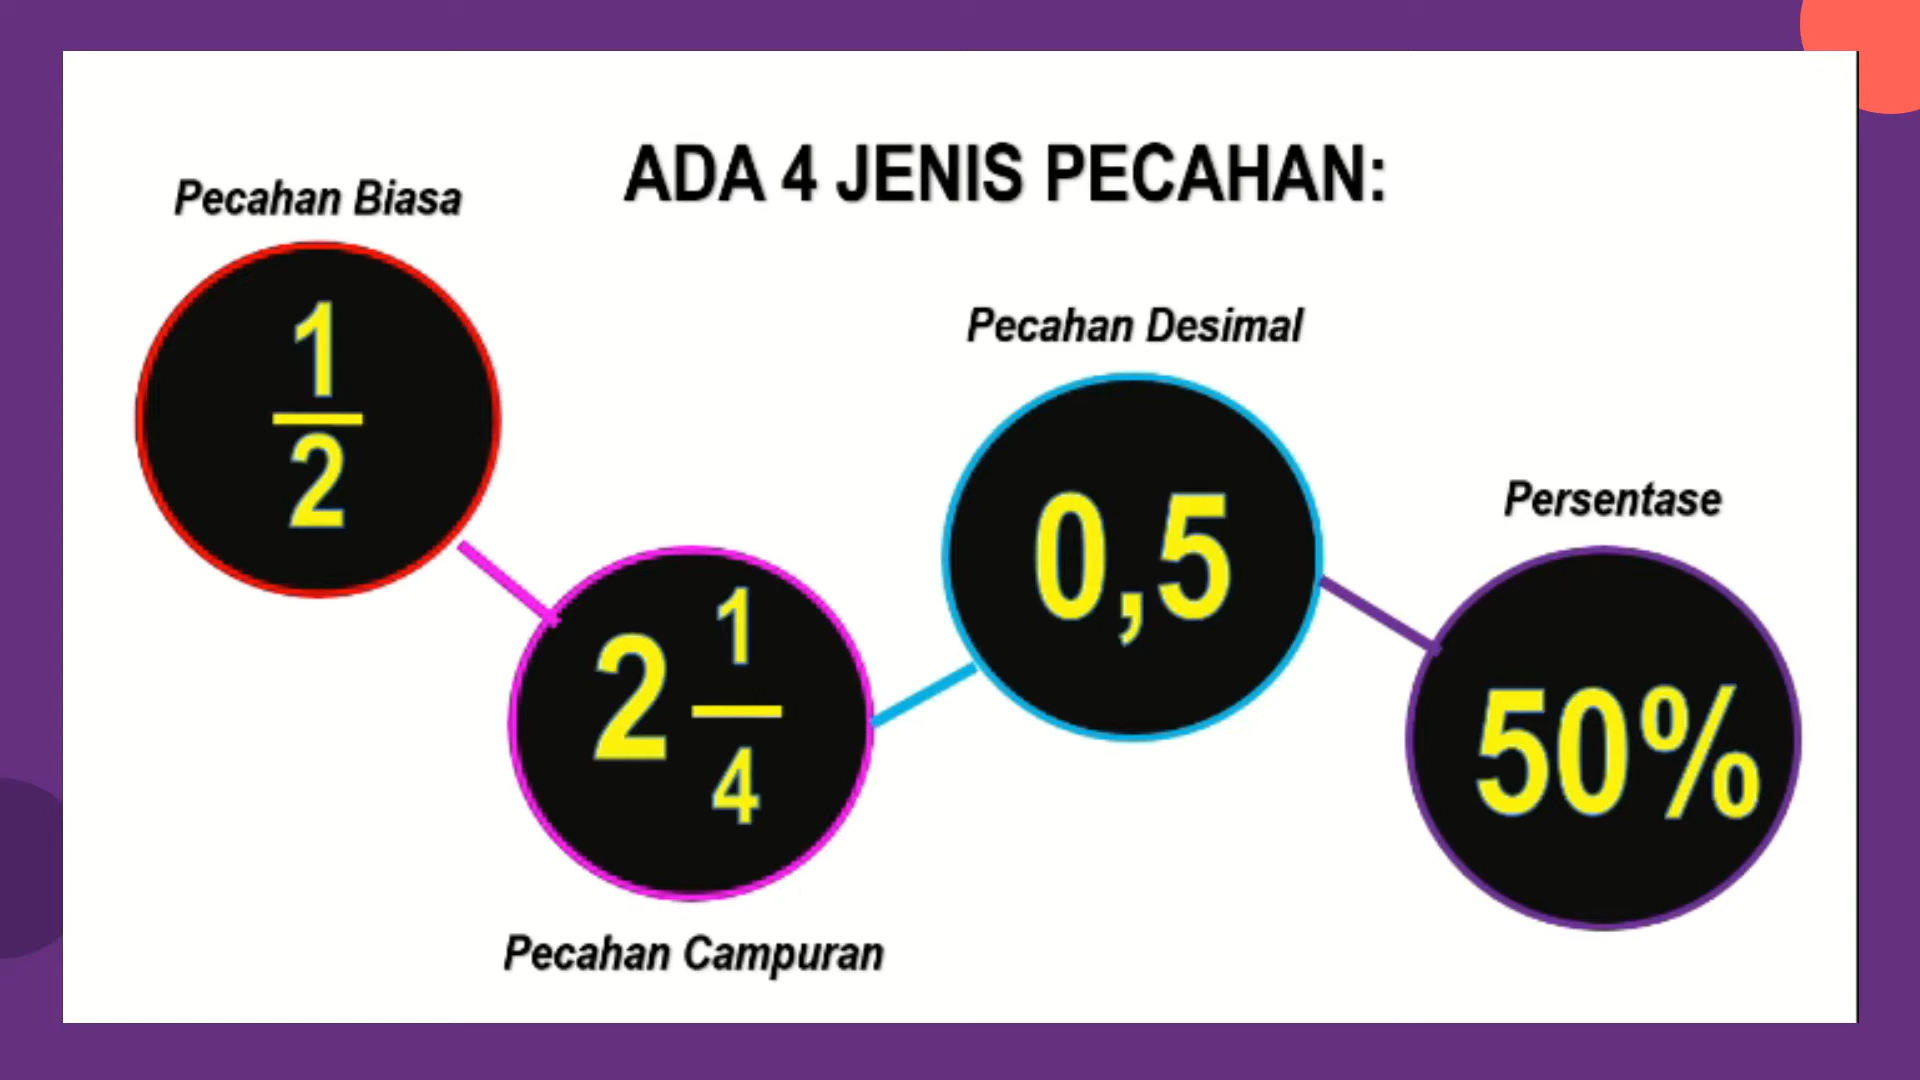 ADA 4 JENIS PECAHAN:
Pecahan Biasa
1
2
2 1
4
Pecahan Campuran
Pecahan Desimal
0,5
Persentase
50%